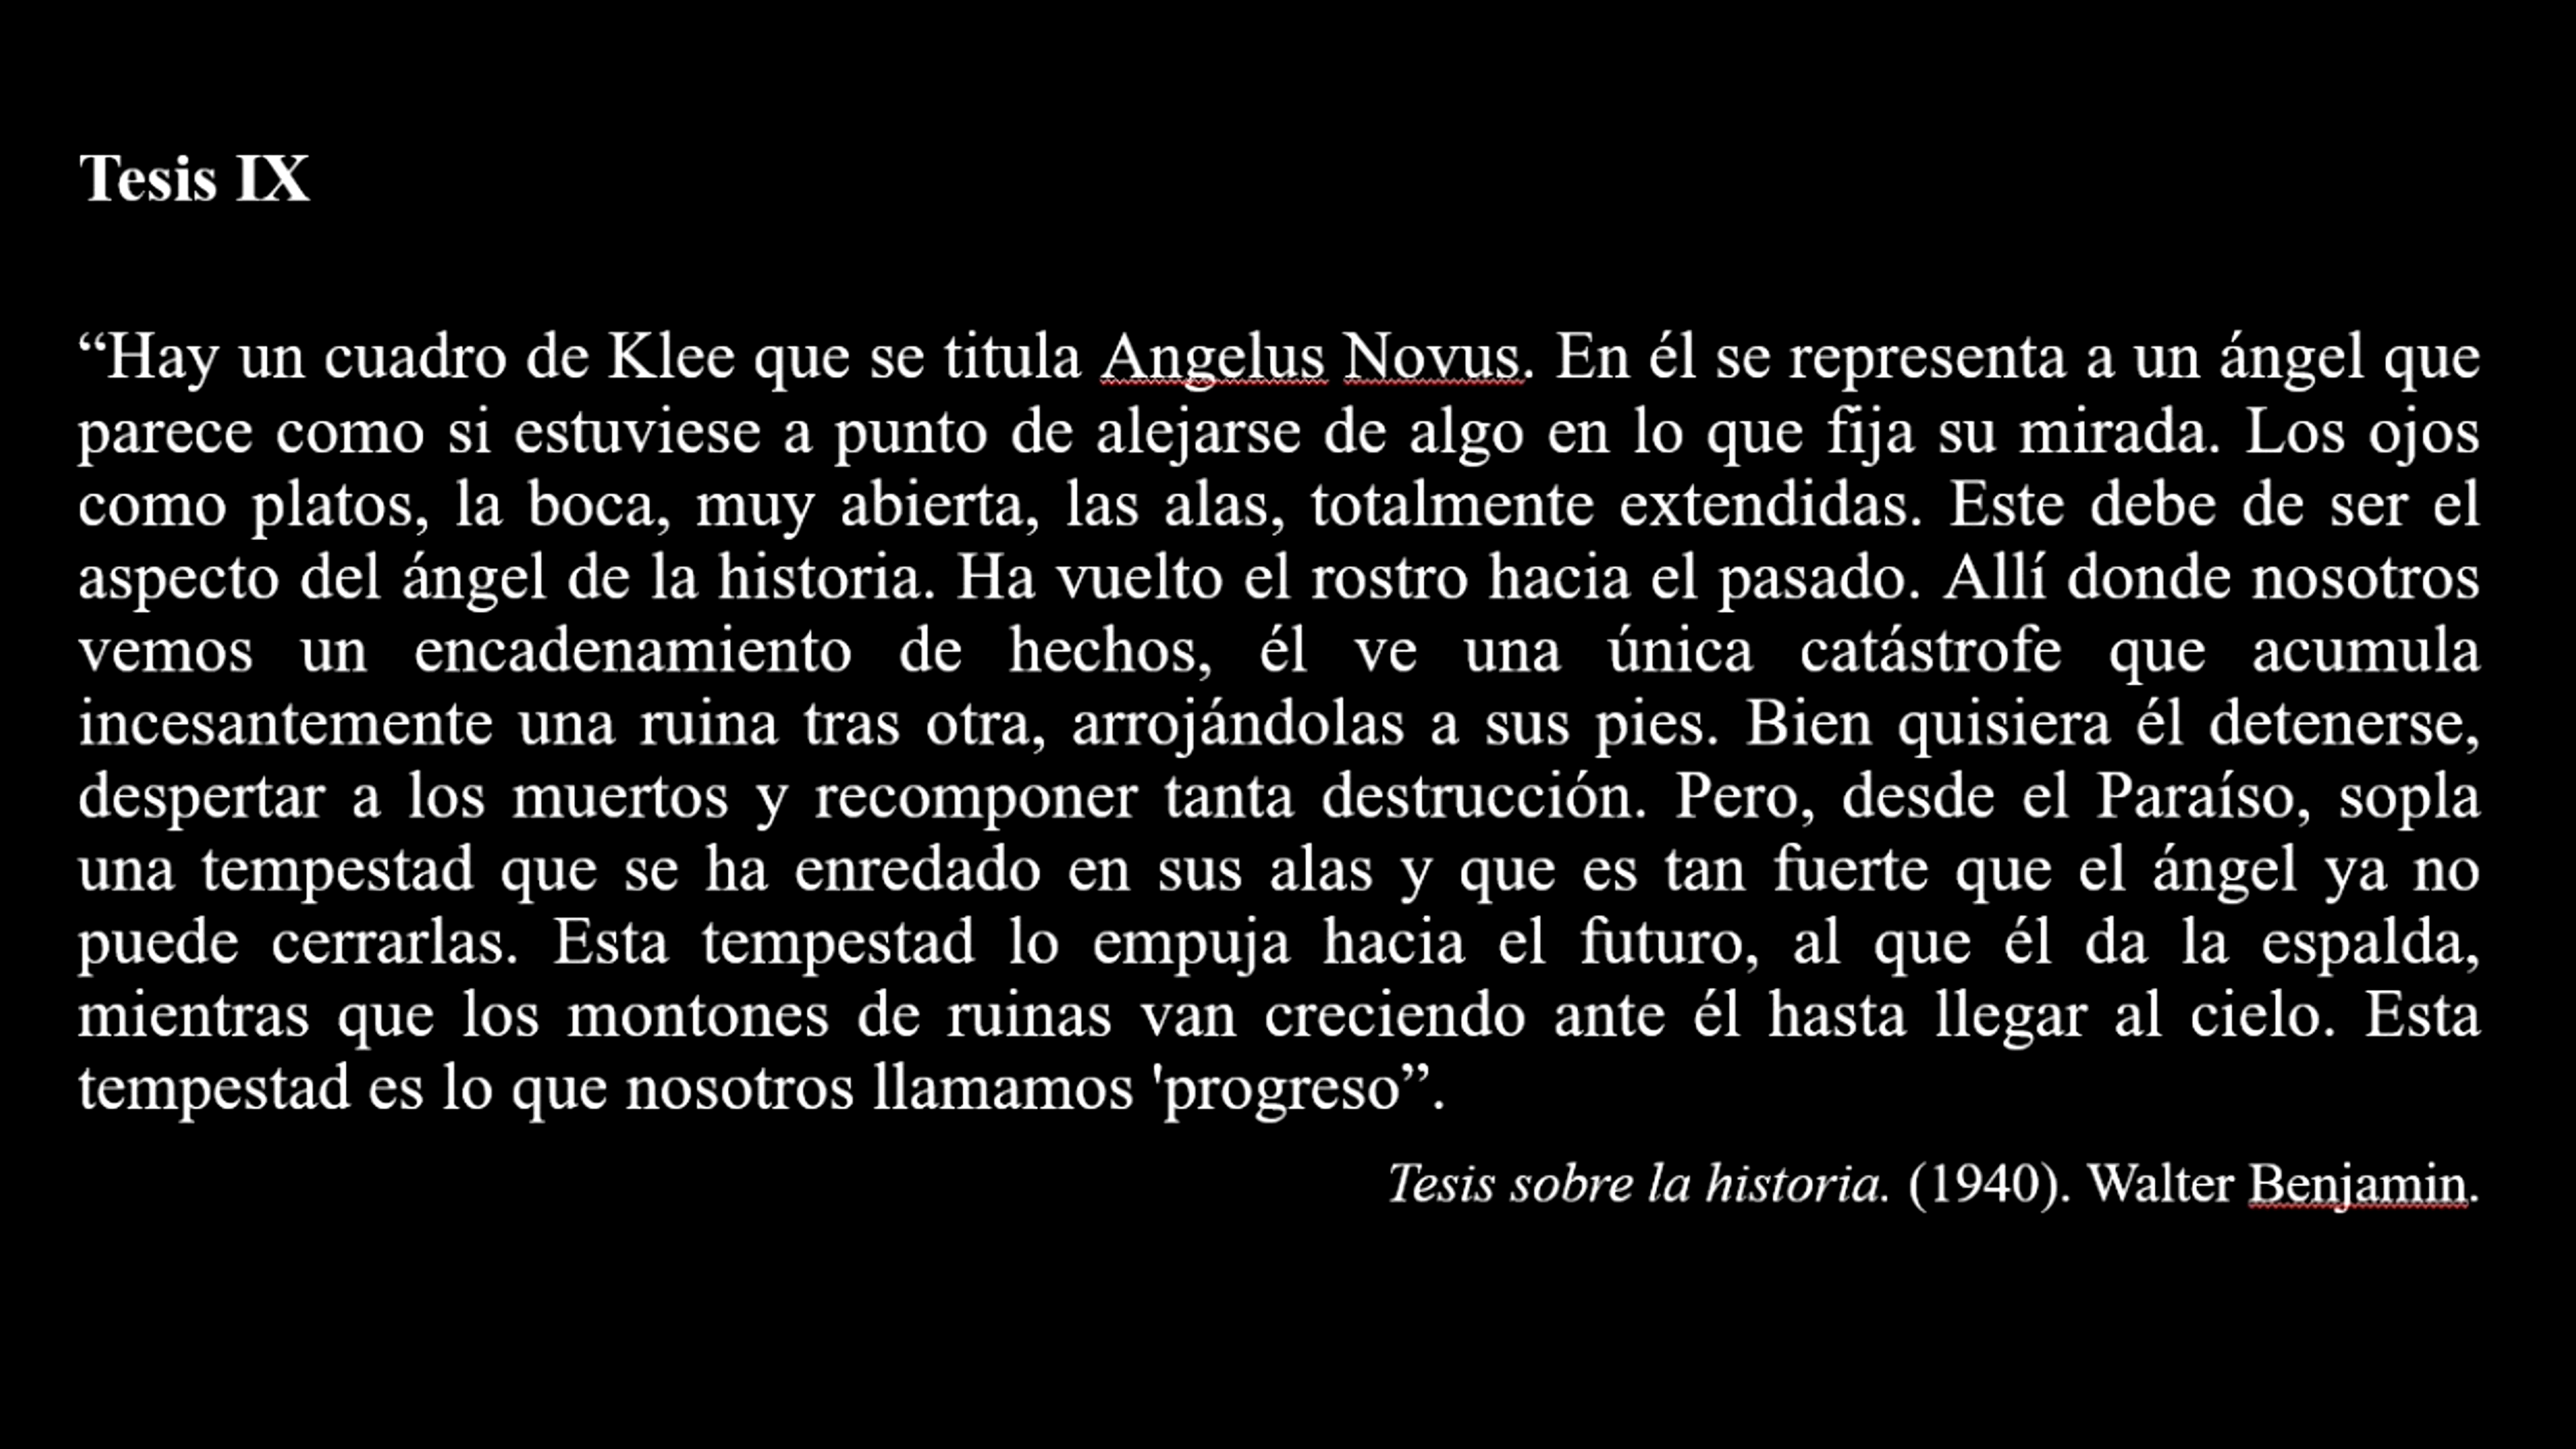 Tesis IX
“Hay un cuadro de Klee que se titula Angelus Novus. En él se representa a un ángel que
parece como si estuviese a punto de alejarse de algo en lo que fija su mirada. Los ojos
como platos, la boca, muy abierta, las alas, totalmente extendidas. Este debe de ser el
aspecto del ángel de la historia. Ha vuelto el rostro hacia el pasado. Allí donde nosotros
vemos un encadenamiento de hechos, él ve una única catástrofe que acumula
incesantemente una ruina tras otra, arrojándolas a sus pies. Bien quisiera él detenerse,
despertar a los muertos y recomponer tanta destrucción. Pero, desde el Paraíso, sopla
una tempestad que se ha enredado en sus alas y que es tan fuerte que el ángel ya no
puede cerrarlas. Esta tempestad lo empuja hacia el futuro, al que él da la espalda,
mientras que los montones de ruinas van creciendo ante él hasta llegar al cielo. Esta
tempestad es lo que nosotros llamamos 'progreso”.
Tesis sobre la historia. (1940). Walter Benjamin.